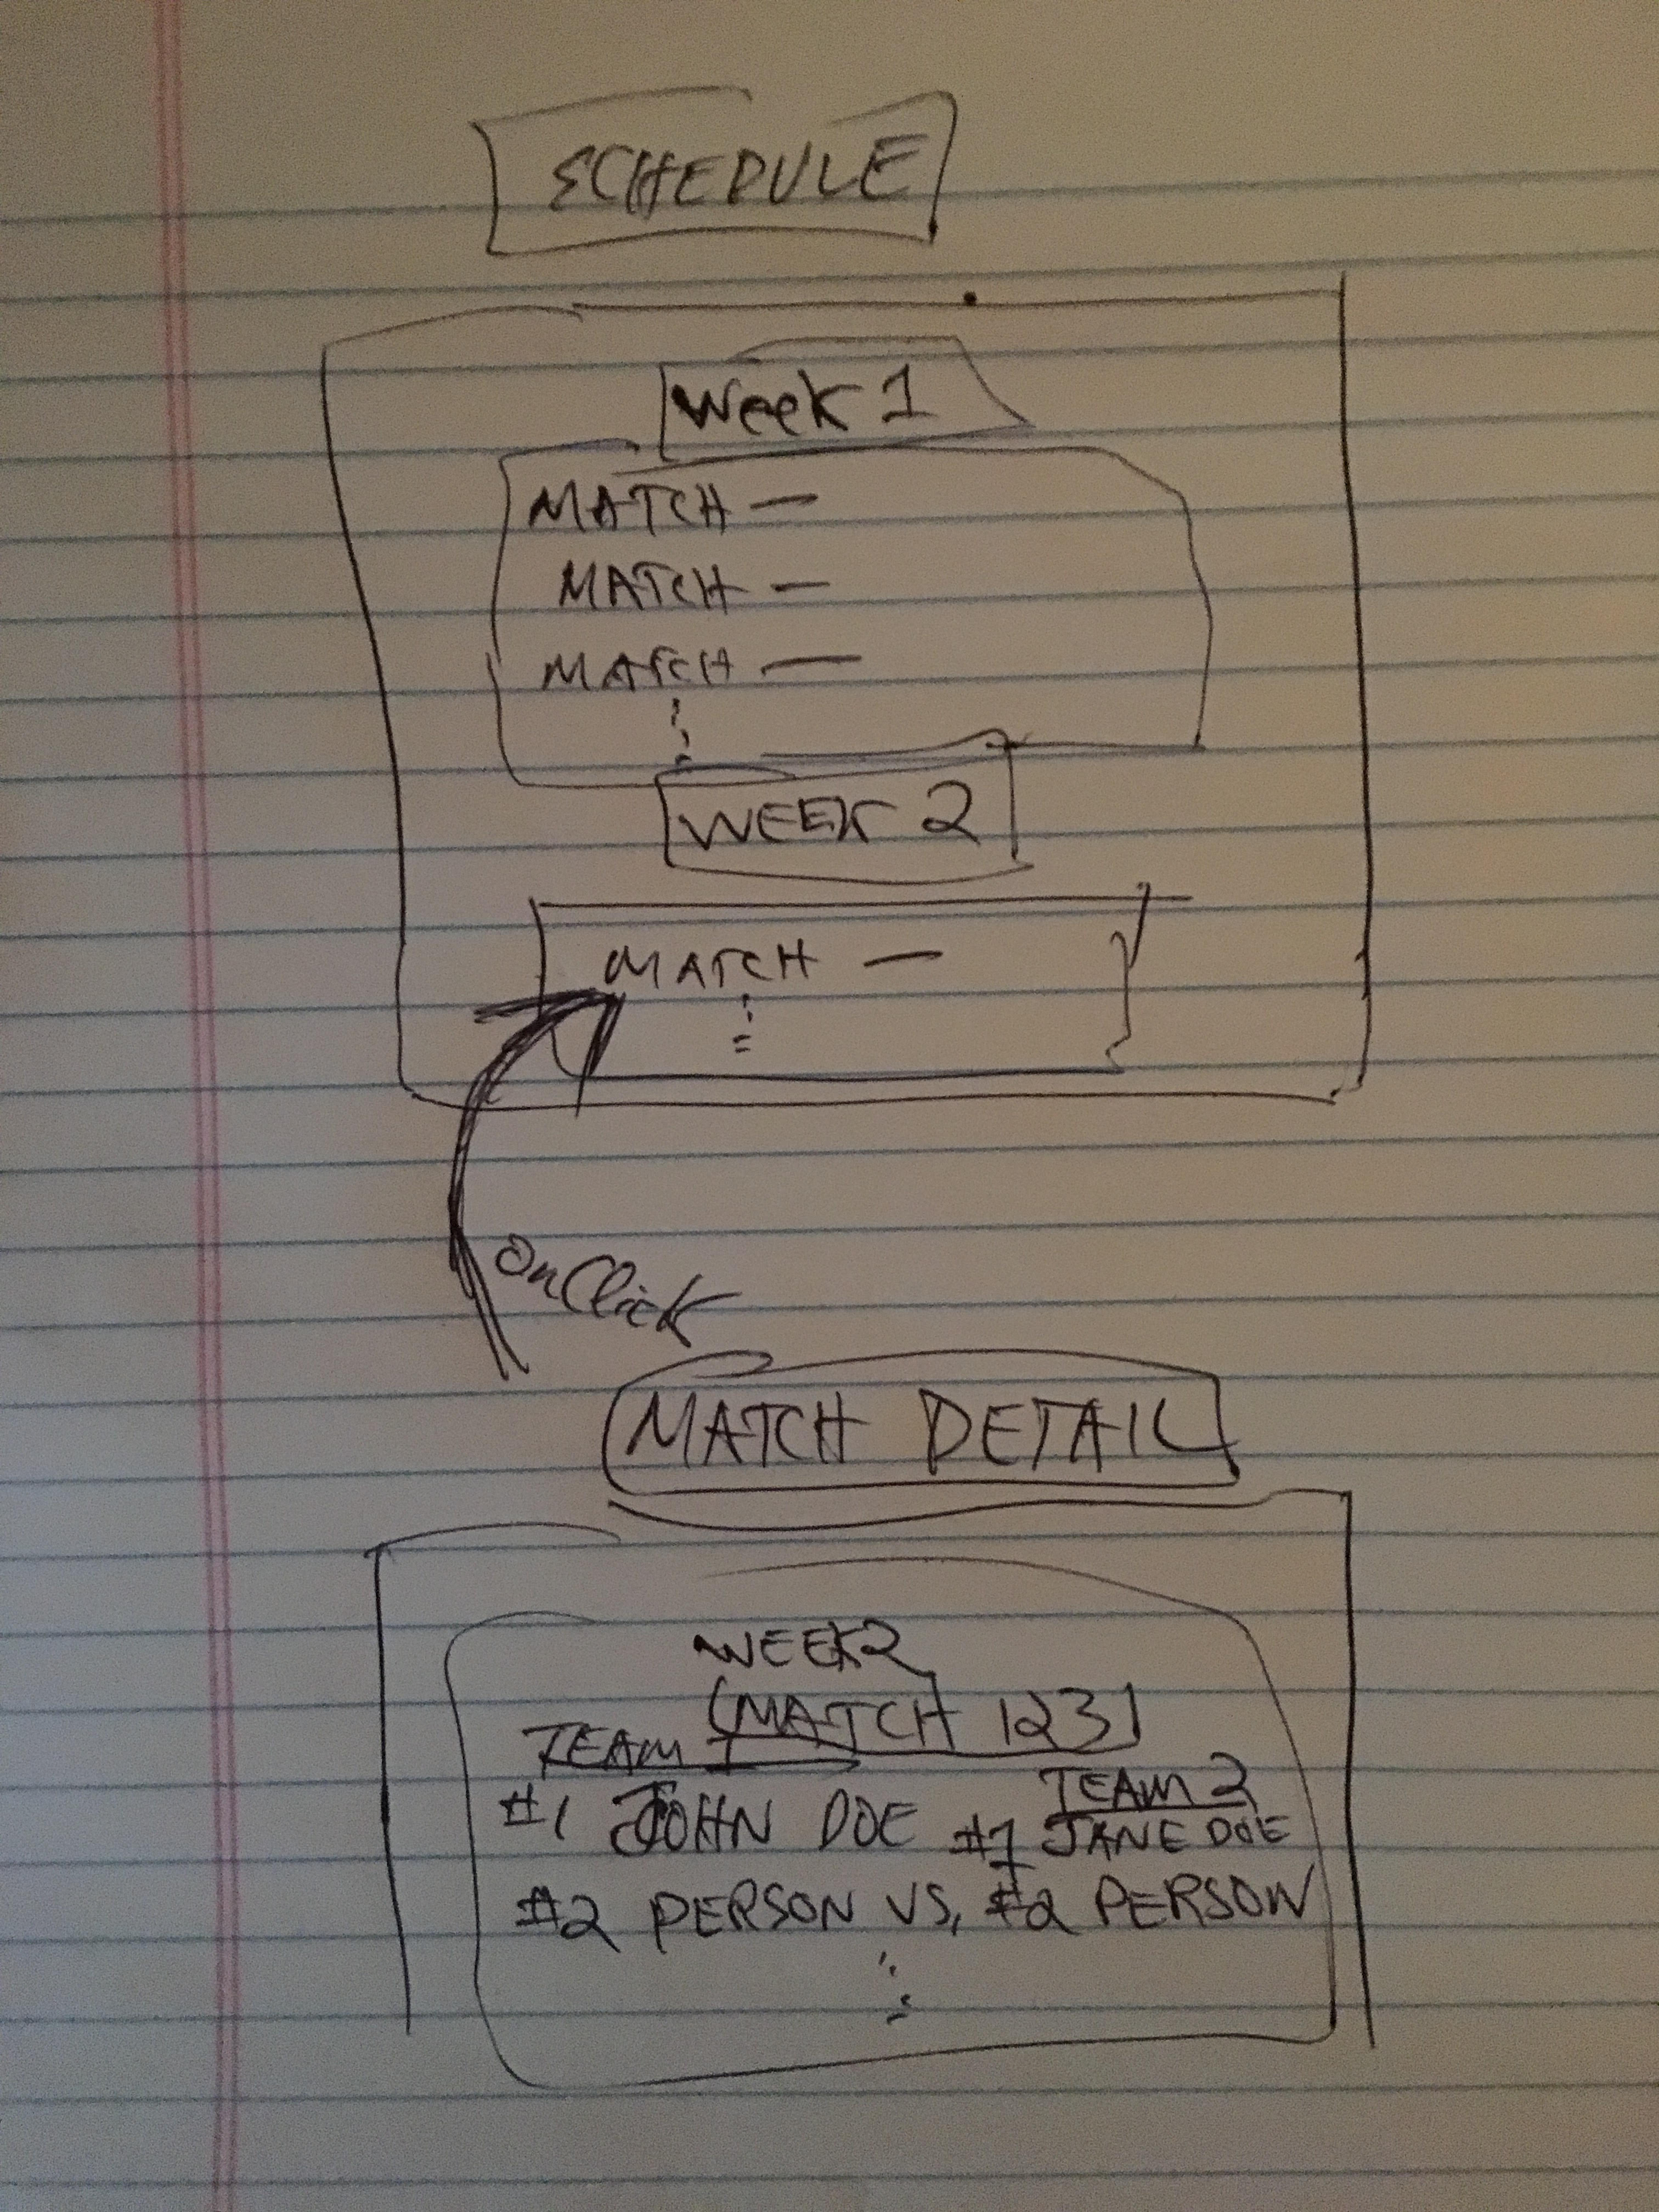 SCHEDULE
Week 1
MATCH —
MATCH —
MATCH —
WEEK 2
MATCH —
onClick
MATCH DETAIL
WEEK2
MATCH 123
TEAM 1
TEAM 2
#1 JOHN DOE #1 JANE DOE
#2 PERSON VS. #2 PERSON